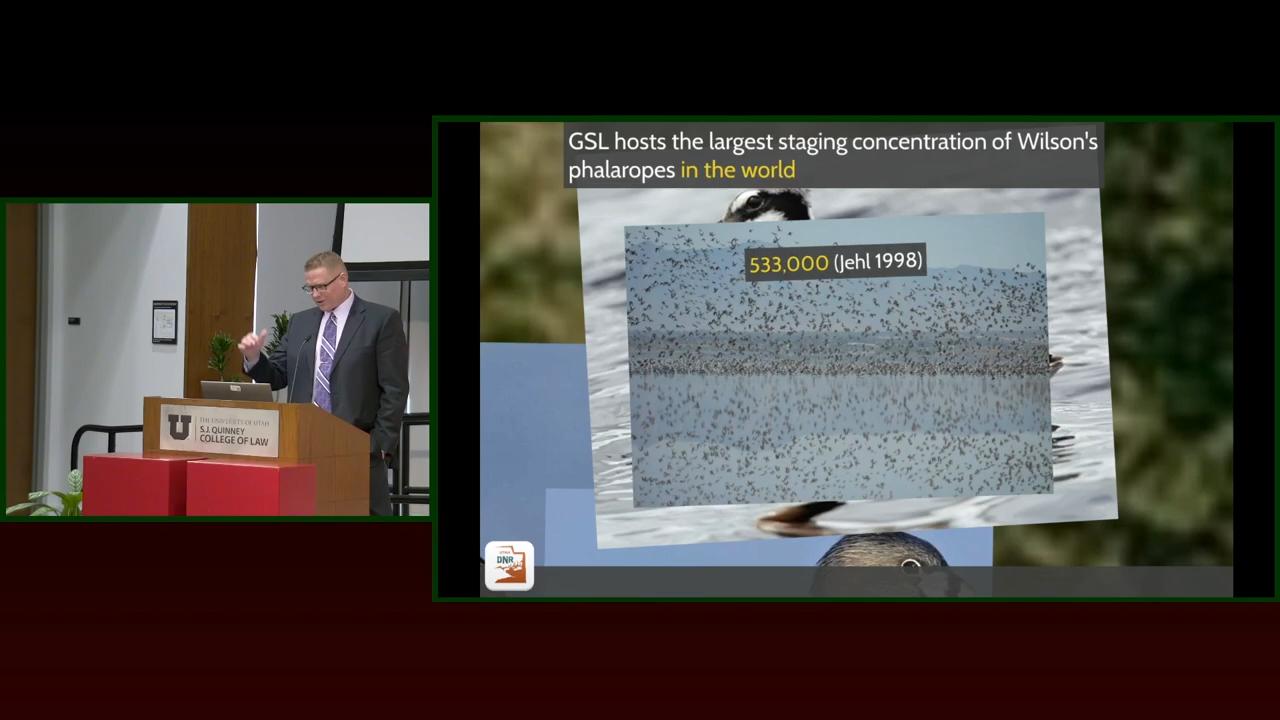 GSL hosts the largest staging concentration of Wilson's
phalaropes in the world
533,000 (Jehl 1998)
U
THE UNIVERSITY OF UTAH
S.J. QUINNEY
COLLEGE OF LAW
UTAH
DNR